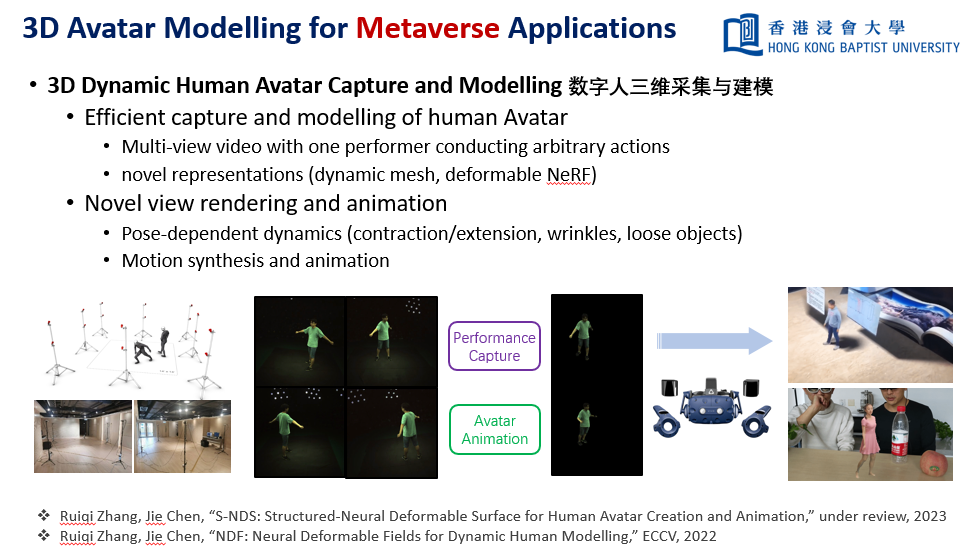 3D Avatar Modelling for Metaverse Applications
香港浸會大學
HONG KONG BAPTIST UNIVERSITY
• 3D Dynamic Human Avatar Capture and Modelling 数字人三维采集与建模
• Efficient capture and modelling of human Avatar
• Multi-view video with one performer conducting arbitrary actions
• novel representations (dynamic mesh, deformable NeRF)
• Novel view rendering and animation
• Pose-dependent dynamics (contraction/extension, wrinkles, loose objects)
• Motion synthesis and animation
Performance
Capture
Avatar
Animation
❖ Ruiqi Zhang, Jie Chen, “S-NDS: Structured-Neural Deformable Surface for Human Avatar Creation and Animation,” under review, 2023
❖ Ruiqi Zhang, Jie Chen, “NDF: Neural Deformable Fields for Dynamic Human Modelling,” ECCV, 2022